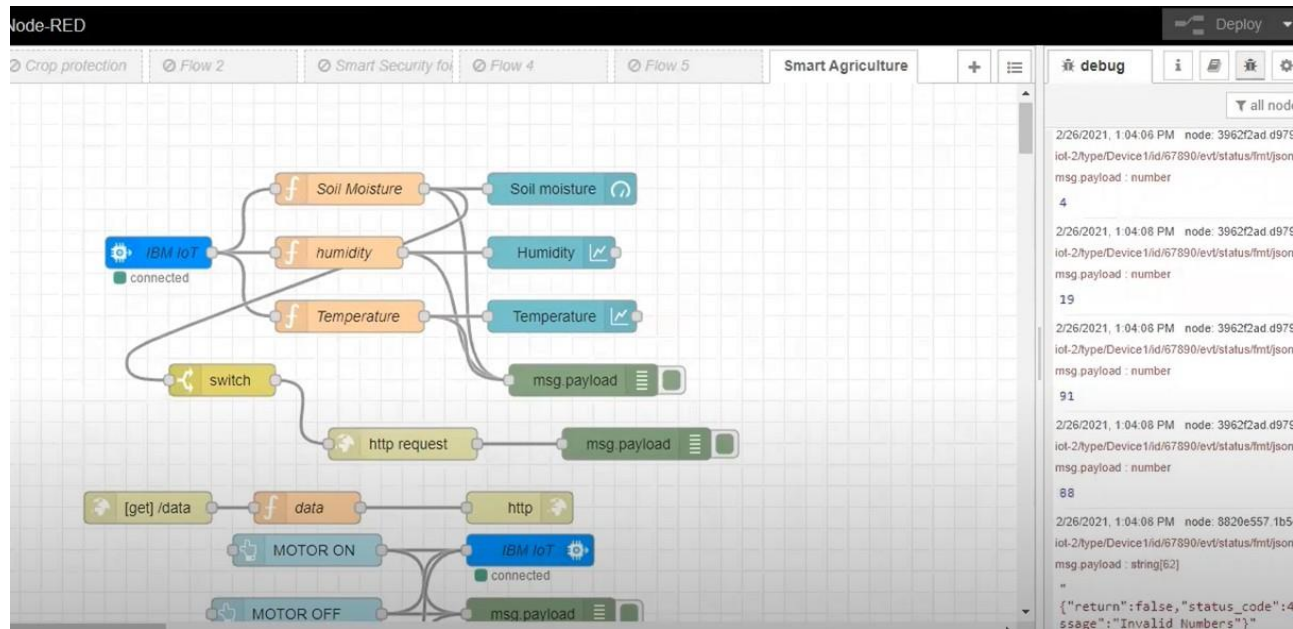 Node-RED
Deploy
Crop protection
Flow 2
Smart Security fo
Flow 4
Flow 5
Smart Agriculture
debug
i
all node
Soil Moisture
Soil moisture
IBM IoT
connected
humidity
Humidity
Temperature
Temperature
switch
msg.payload
http request
msg.payload
[get] /data
data
http
MOTOR ON
IBM IoT
connected
MOTOR OFF
msg.payload
2/26/2021, 1:04:06 PM node: 3962f2ad.d979
iot-2/type/Device1/id/67890/evt/status/fmt/json
msg.payload : number
4
2/26/2021, 1:04:08 PM node: 3962f2ad.d979
iot-2/type/Device1/id/67890/evt/status/fmt/json
msg.payload : number
19
2/26/2021, 1:04:06 PM node: 3962f2ad.d979
iot-2/type/Device1/id/67890/evt/status/fmt/json
msg.payload : number
91
2/26/2021, 1:04:08 PM node: 3962f2ad.d979
iot-2/type/Device1/id/67890/evt/status/fmt/json
msg.payload : number
88
2/26/2021, 1:04:06 PM node: 8820e557.1b5
iot-2/type/Device1/id/67890/evt/status/fmt/json
msg.payload : string[62]
"
{"return":false,"status_code":4
ssage":"Invalid Numbers"}"